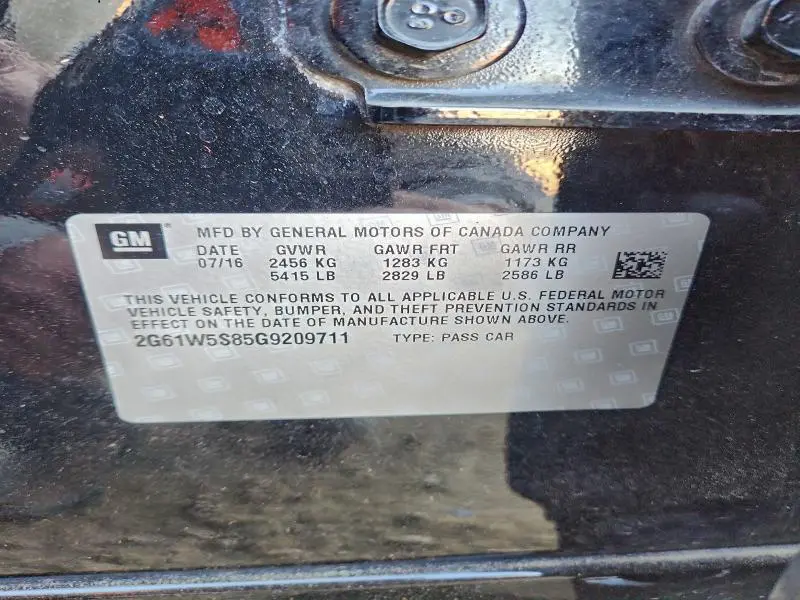 GM
MFD BY GENERAL MOTORS OF CANADA COMPANY
DATE GVWR GAWR FRT GAWR RR
07/16 2456 KG 1283 KG 1173 KG
5415 LB 2829 LB 2586 LB
THIS VEHICLE CONFORMS TO ALL APPLICABLE U.S. FEDERAL MOTOR
VEHICLE SAFETY, BUMPER, AND THEFT PREVENTION STANDARDS IN
EFFECT ON THE DATE OF MANUFACTURE SHOWN ABOVE.
2G61W5S85G9209711 TYPE: PASS CAR